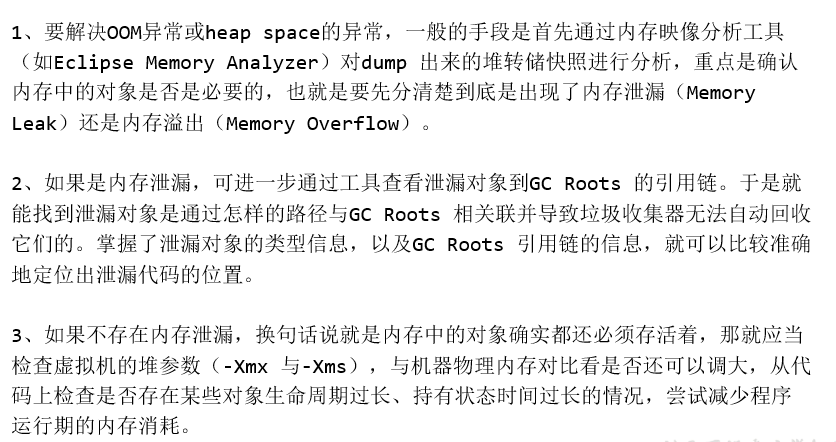 1、要解决OOM异常或heap space的异常，一般的手段是首先通过内存映像分析工具
（如Eclipse Memory Analyzer）对dump 出来的堆转储快照进行分析，重点是确认
内存中的对象是否是必要的，也就是要先分清楚到底是出现了内存泄漏（Memory
Leak）还是内存溢出（Memory Overflow）。
2、如果是内存泄漏，可进一步通过工具查看泄漏对象到GC Roots 的引用链。于是就
能找到泄漏对象是通过怎样的路径与GC Roots 相关联并导致垃圾收集器无法自动回收
它们的。掌握了泄漏对象的类型信息，以及GC Roots 引用链的信息，就可以比较准确
地定位出泄漏代码的位置。
3、如果不存在内存泄漏，换句话说就是内存中的对象确实都还必须存活着，那就应当
检查虚拟机的堆参数（-Xmx 与-Xms），与机器物理内存对比看是否还可以调大，从代
码上检查是否存在某些对象生命周期过长、持有状态时间过长的情况，尝试减少程序
运行期的内存消耗。